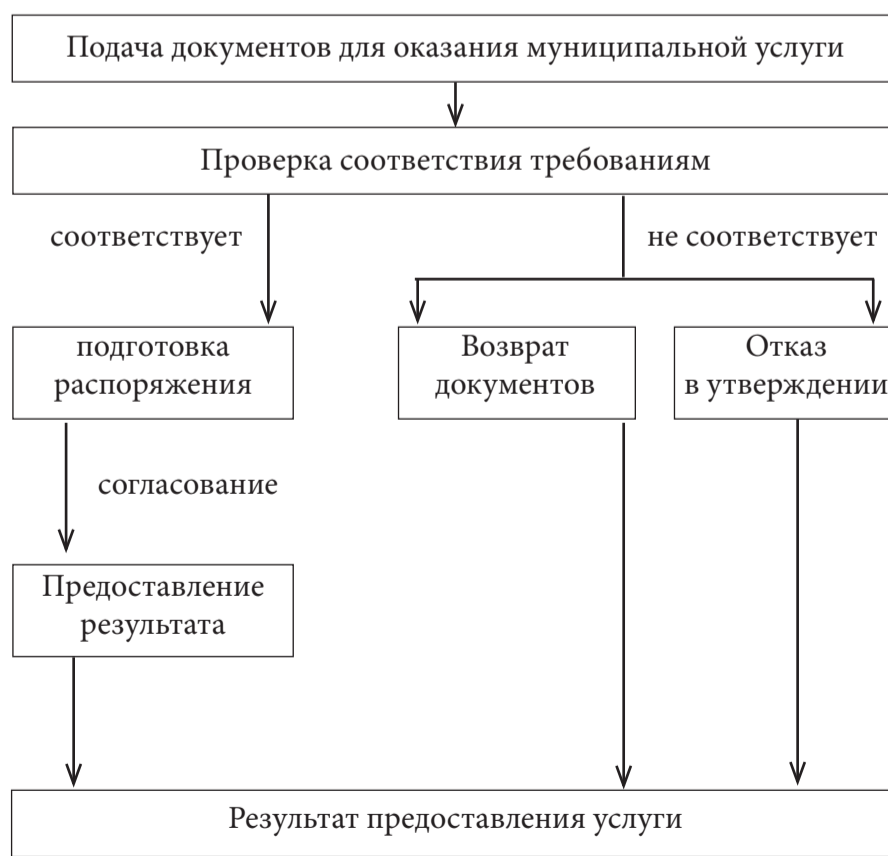 Подача документов для оказания муниципальной услуги
Проверка соответствия требованиям
соответствует
не соответствует
подготовка
распоряжения
Возврат
документов
Отказ
в утверждении
согласование
Предоставление
результата
Результат предоставления услуги